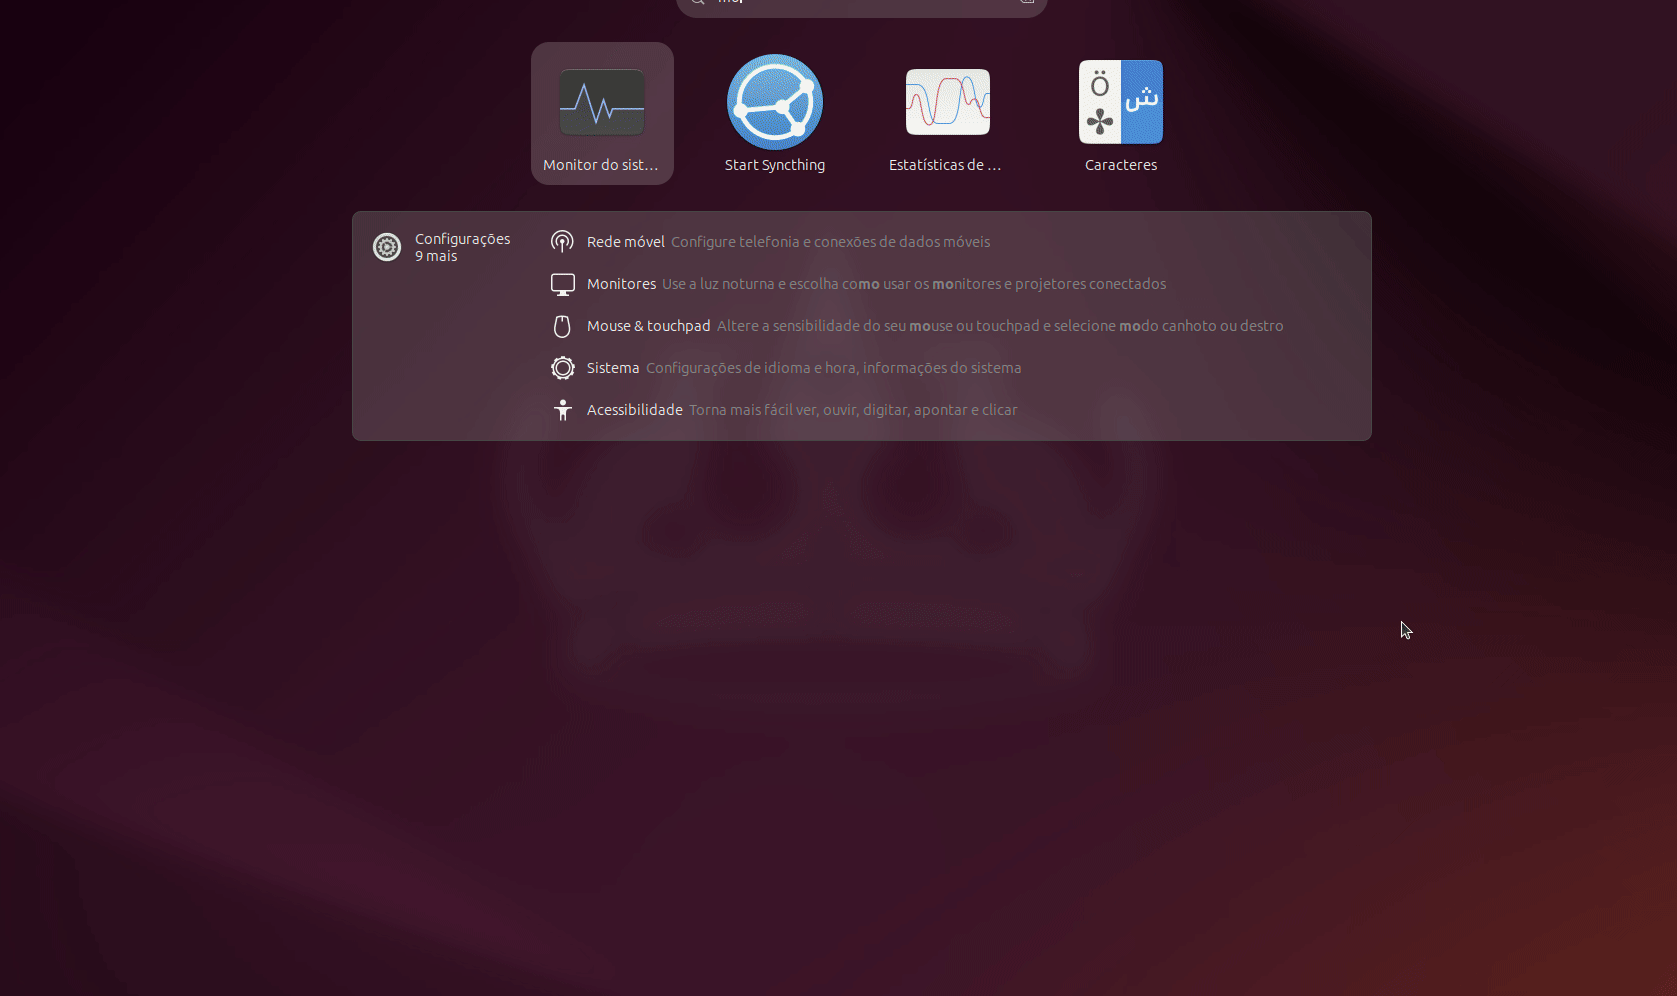 Monitor do sist…
Start Syncthing
Estatísticas de …
Caracteres
Configurações
9 mais
Rede móvel Configure telefonia e conexões de dados móveis
Monitores Use a luz noturna e escolha como usar os monitores e projetores conectados
Mouse & touchpad Altere a sensibilidade do seu mouse ou touchpad e selecione modo canhoto ou destro
Sistema Configurações de idioma e hora, informações do sistema
Acessibilidade Torna mais fácil ver, ouvir, digitar, apontar e clicar